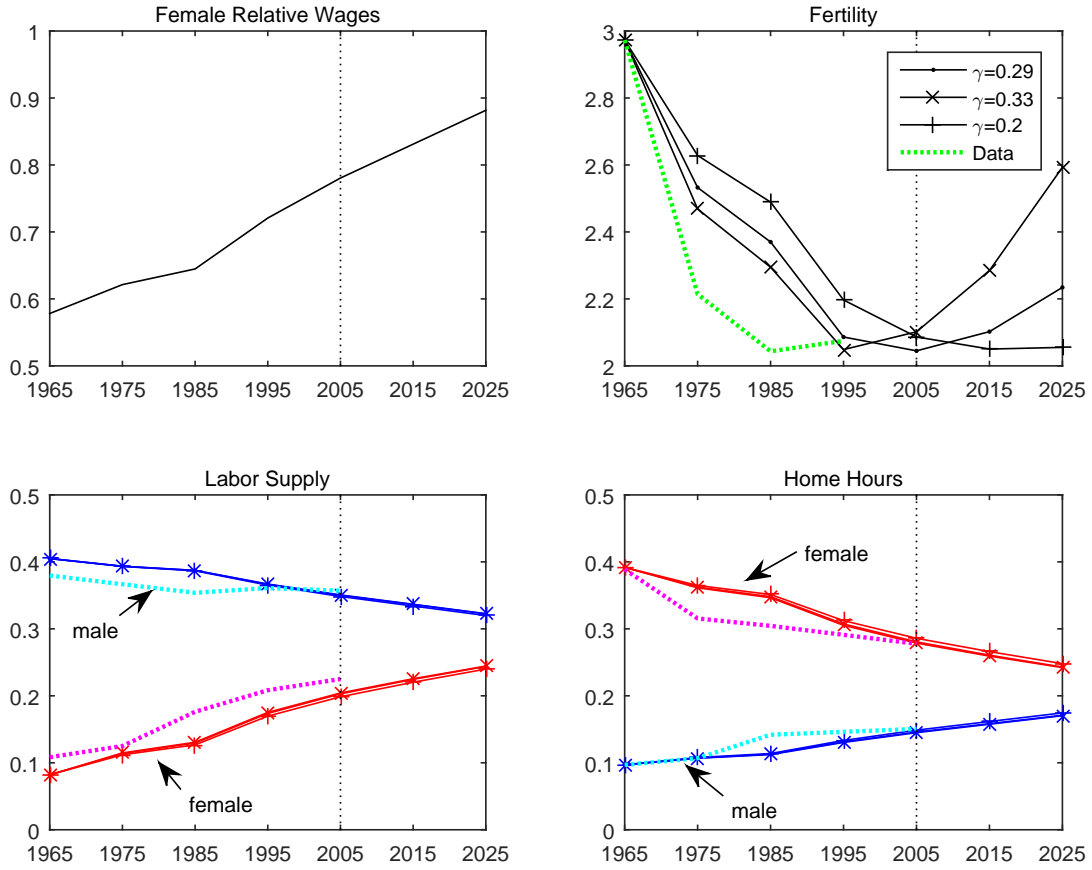 Female Relative Wages
1
0.9
0.8
0.7
0.6
0.5
1965 1975 1985 1995 2005 2015 2025
Fertility
3
2.8
2.6
2.4
2.2
2
1965 1975 1985 1995 2005 2015 2025
γ=0.29
γ=0.33
γ=0.2
Data
Labor Supply
0.5
0.4
0.3
0.2
0.1
0
male
female
1965 1975 1985 1995 2005 2015 2025
Home Hours
0.5
0.4
0.3
0.2
0.1
0
female
male
1965 1975 1985 1995 2005 2015 2025